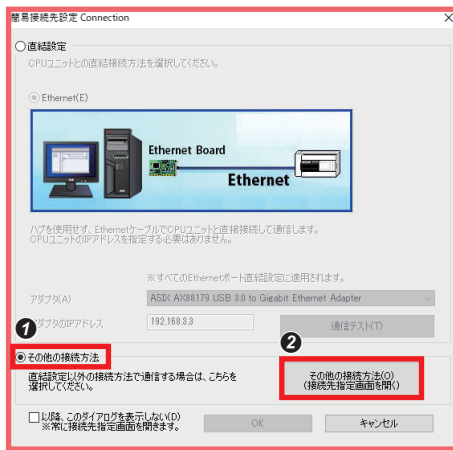 簡易接続先設定 Connection
直結設定
CPUユニットとの直結接続方法を選択してください。
Ethernet(E)
Ethernet Board
Ethernet
ハブを使用せず、EthernetケーブルでCPUユニットと直接接続して通信します。
CPUユニットのIPアドレスを指定する必要はありません。
※すべてのEthernetポート直結設定に適用されます。
アダプタ(A)
ASIX AX88179 USB 3.0 to Gigabit Ethernet Adapter
1
アダプタのIPアドレス
192.168.3.3
通信テスト(T)
2
その他の接続方法
直結設定以外の接続方法で通信する場合は、こちらを
選択してください。
その他の接続方法(O)
(接続先指定画面を開く)
以降、このダイアログを表示しない(D)
※常に接続先指定画面を開きます。
OK
キャンセル